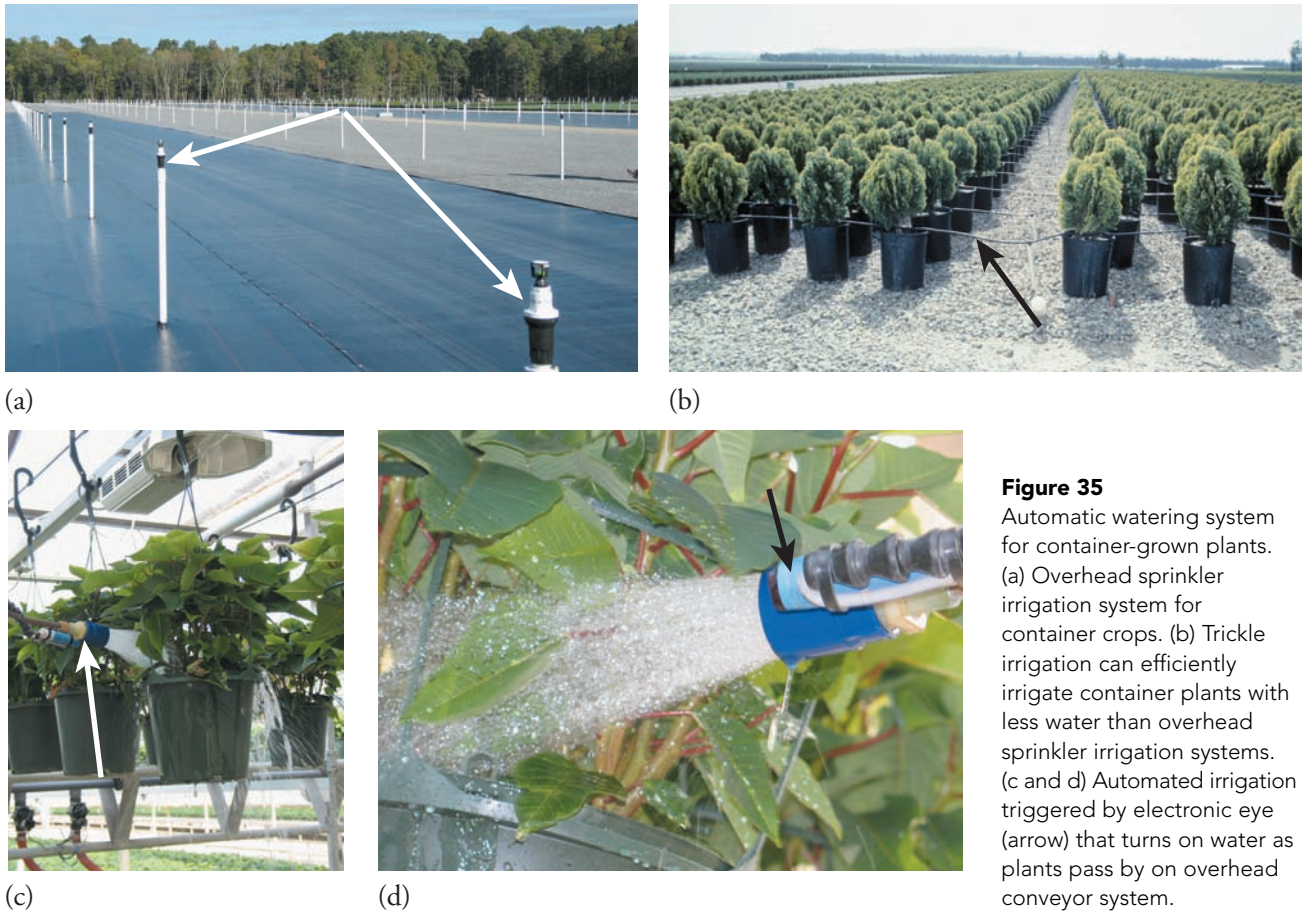 (a)
(b)
(c)
(d)
Figure 35
Automatic watering system
for container-grown plants.
(a) Overhead sprinkler
irrigation system for
container crops. (b) Trickle
irrigation can efficiently
irrigate container plants with
less water than overhead
sprinkler irrigation systems.
(c and d) Automated irrigation
triggered by electronic eye
(arrow) that turns on water as
plants pass by on overhead
conveyor system.